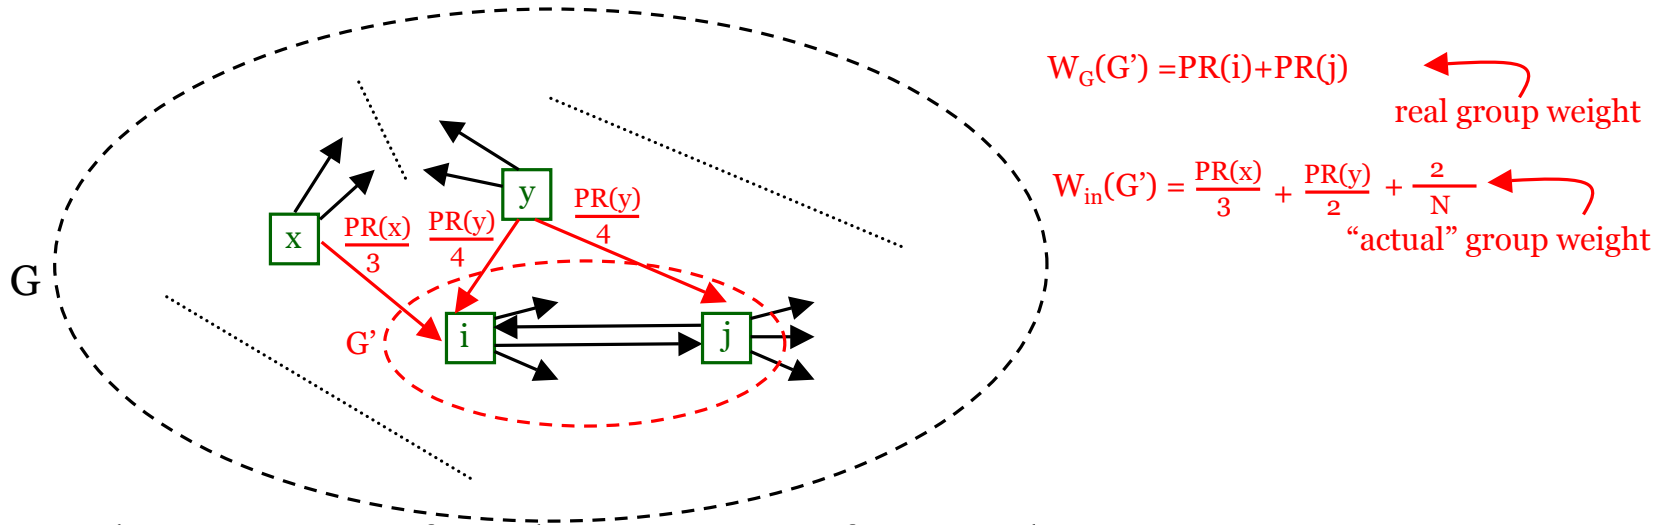 G
x
y
PR(x)/3
PR(y)/4
PR(y)/4
G’
i
j
W_G(G’) =PR(i)+PR(j)
real group weight
W_in(G’) = PR(x)/3 + PR(y)/2 + 2/N
“actual” group weight